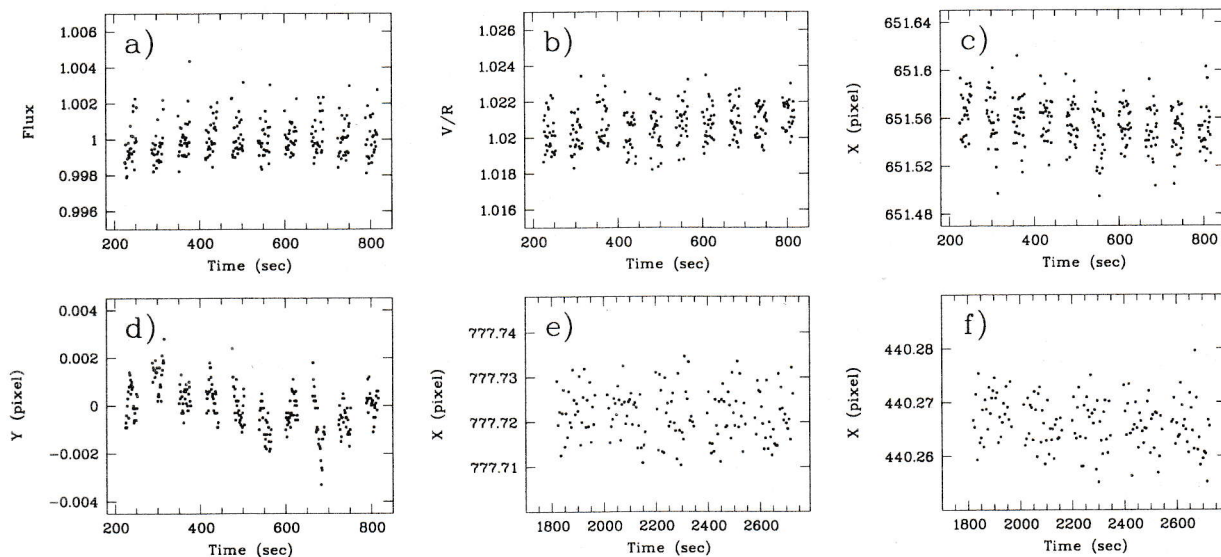 a)
Flux
1.006
1.004
1.002
1
0.998
0.996
200 400 600 800
Time (sec)
b)
V/R
1.026
1.024
1.022
1.02
1.018
1.016
200 400 600 800
Time (sec)
c)
X (pixel)
651.64
651.6
651.56
651.52
651.48
200 400 600 800
Time (sec)
d)
Y (pixel)
0.004
0.002
0
−0.002
−0.004
200 400 600 800
Time (sec)
e)
X (pixel)
777.74
777.73
777.72
777.71
1800 2000 2200 2400 2600
Time (sec)
f)
X (pixel)
440.28
440.27
440.26
1800 2000 2200 2400 2600
Time (sec)